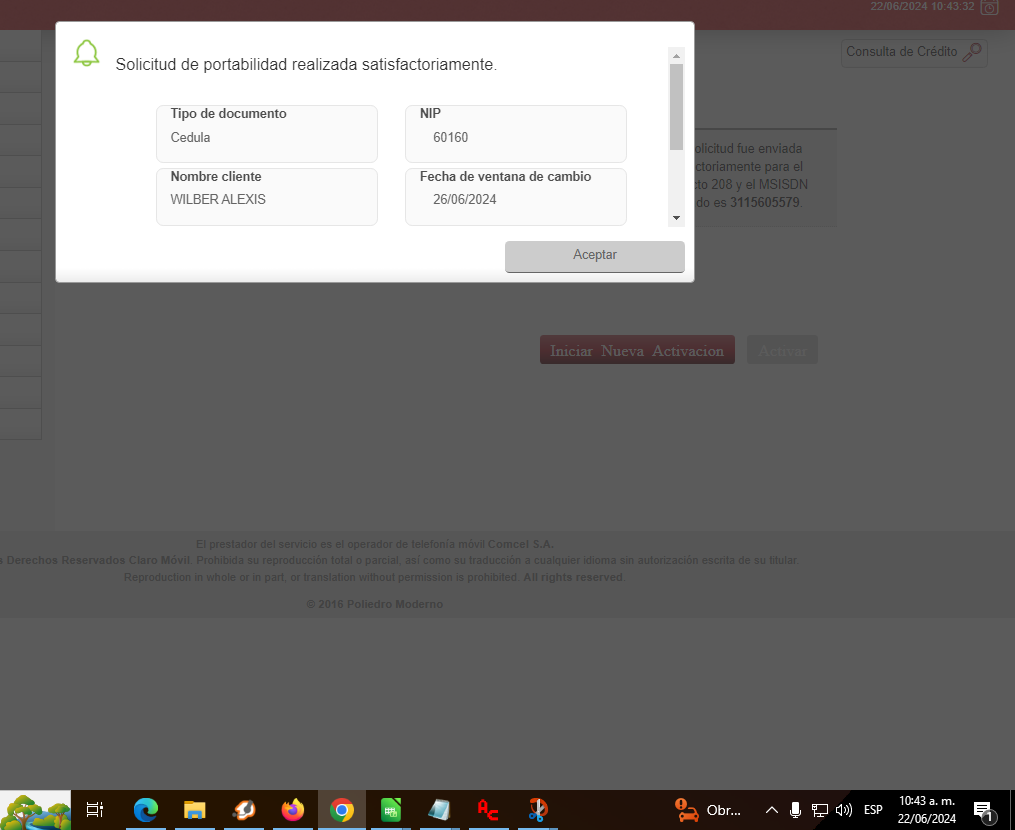 22/06/2024 10:43:32
Consulta de Crédito
Solicitud de portabilidad realizada satisfactoriamente.
Tipo de documento
Cedula
NIP
60160
Nombre cliente
WILBER ALEXIS
Fecha de ventana de cambio
26/06/2024
Aceptar
olicitud fue enviada
ctoriamente para el
to 208 y el MSISDN
do es 3115605579.
Iniciar Nueva Activacion
Activar
El prestador del servicio es el operador de telefonía móvil Comcel S.A.
s Derechos Reservados Claro Móvil. Prohibida su reproducción total o parcial, así como su traducción a cualquier idioma sin autorización escrita de su titular.
Reproduction in whole or in part, or translation without permission is prohibited. All rights reserved.
© 2016 Poliedro Moderno
Obr...
ESP
10:43 a. m.
22/06/2024
1